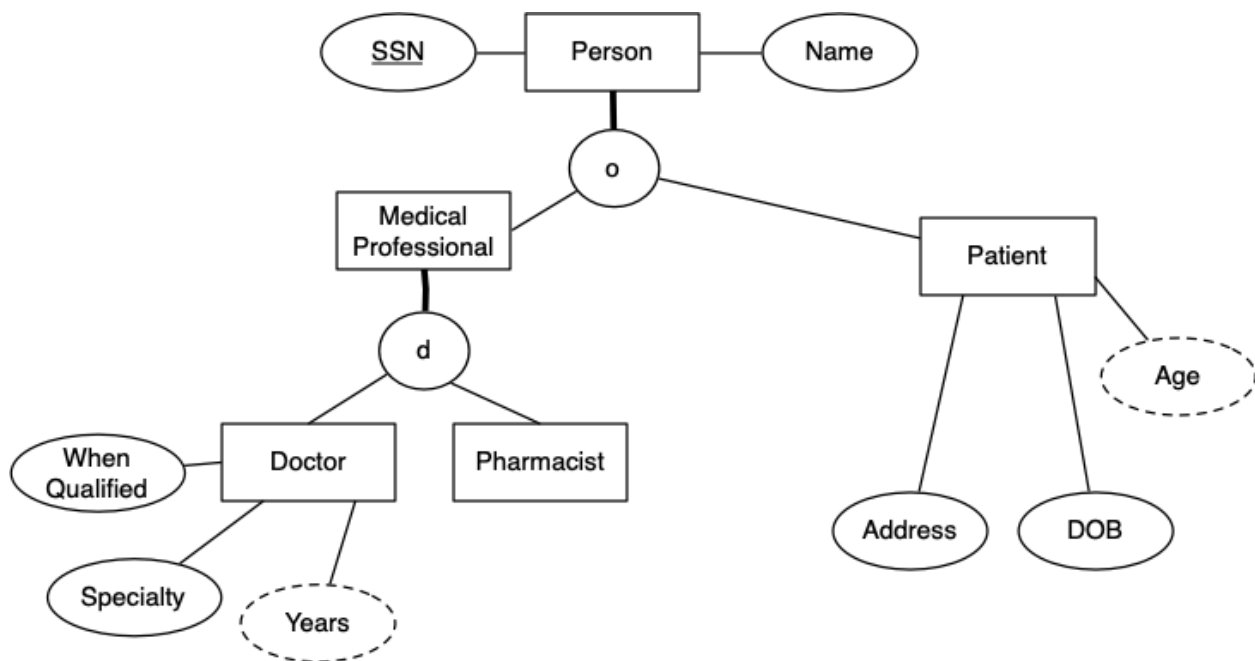 SSN
Person
Name
o
Medical
Professional
Patient
d
Age
When
Qualified
Doctor
Pharmacist
Address
DOB
Specialty
Years